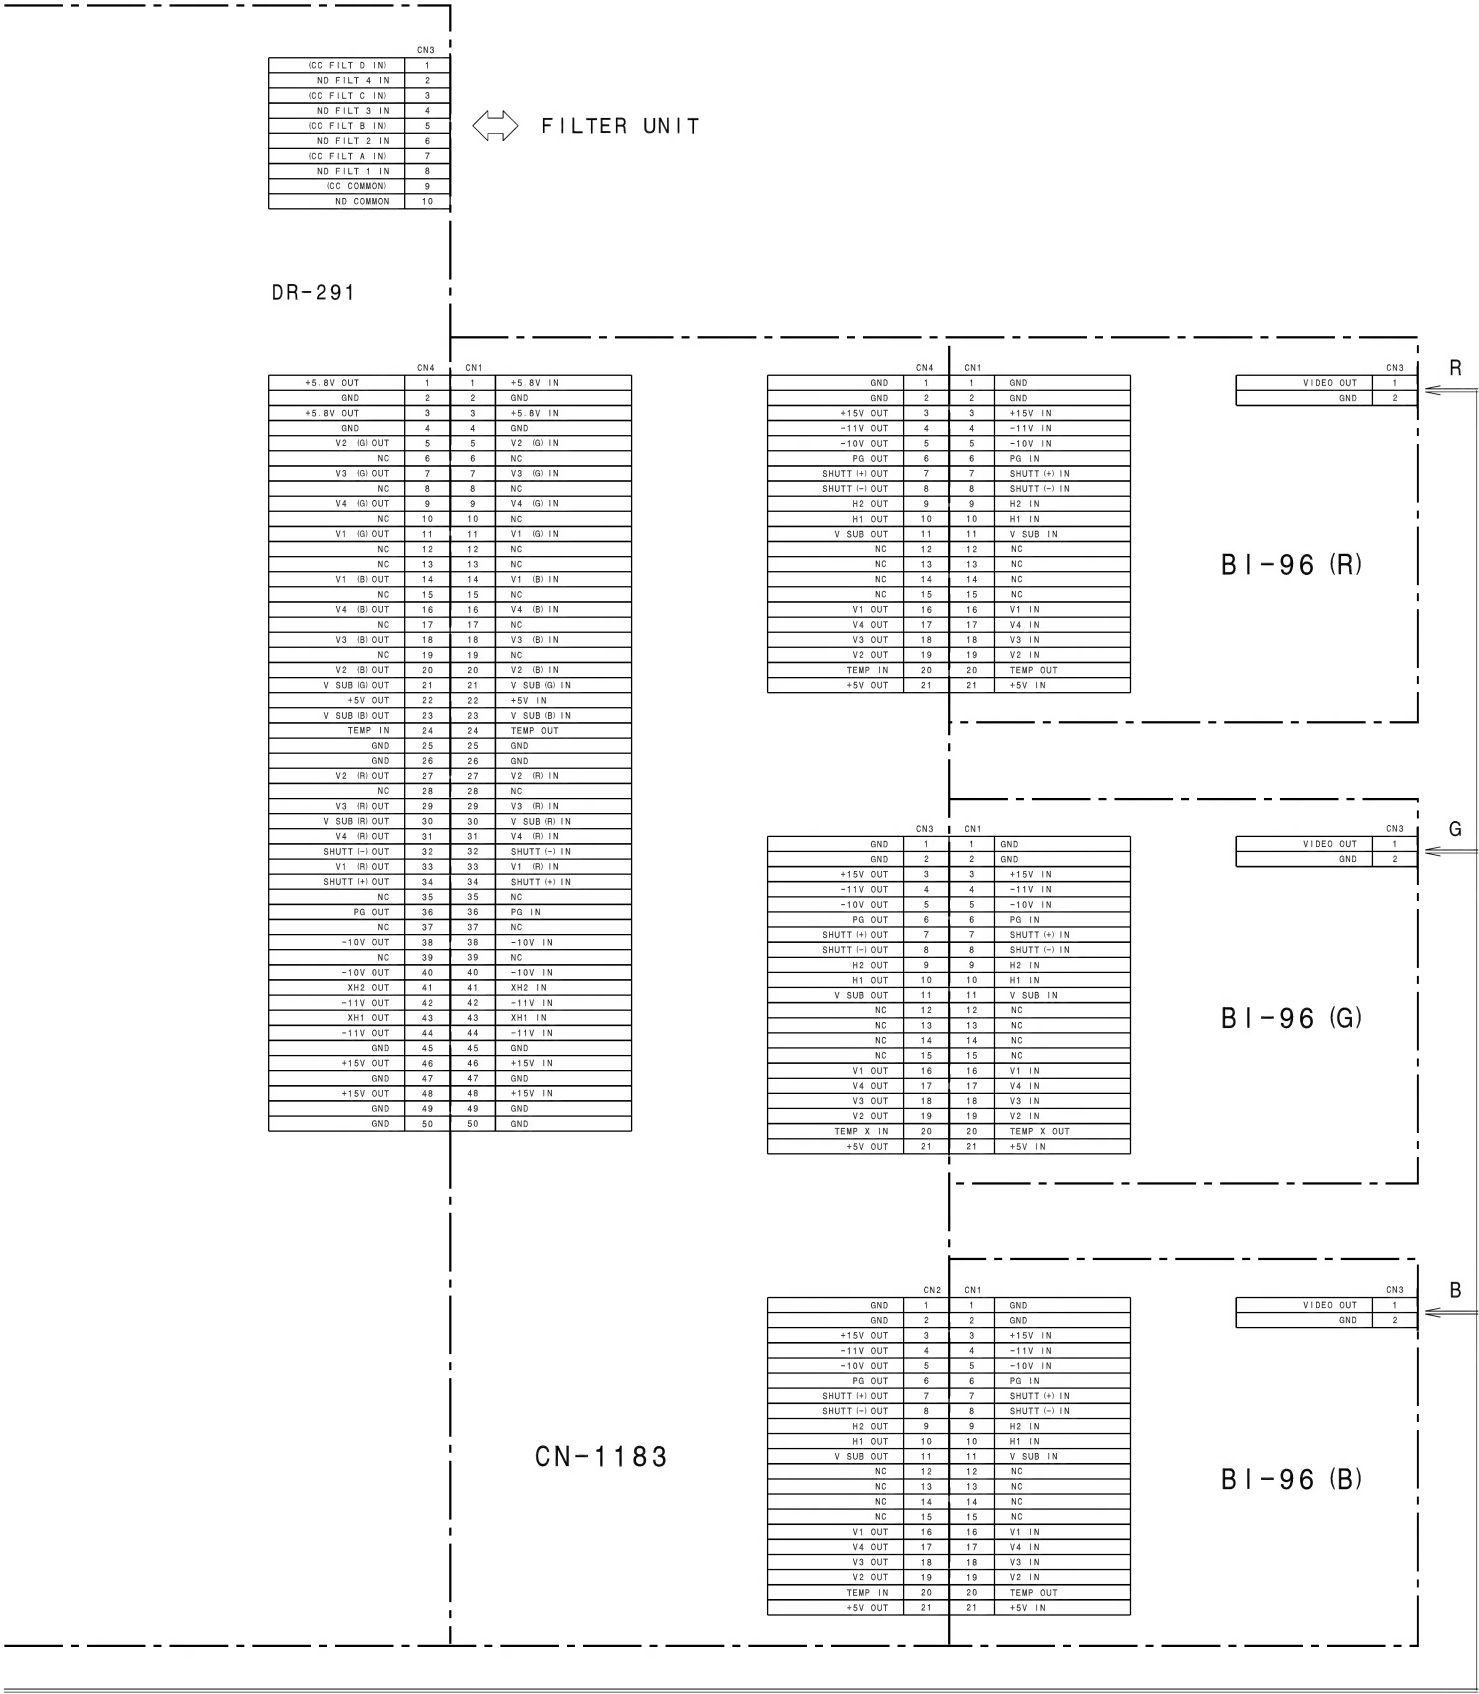 CN3
(CC FILT D IN) 1
ND FILT 4 IN 2
(CC FILT C IN) 3
ND FILT 3 IN 4
(CC FILT B IN) 5
ND FILT 2 IN 6
(CC FILT A IN) 7
ND FILT 1 IN 8
(CC COMMON) 9
ND COMMON 10
FILTER UNIT
DR-291
CN4 CN1
+5.8V OUT 1 1 +5.8V IN
GND 2 2 GND
+5.8V OUT 3 3 +5.8V IN
GND 4 4 GND
V2 (G) OUT 5 5 V2 (G) IN
NC 6 6 NC
V3 (G) OUT 7 7 V3 (G) IN
NC 8 8 NC
V4 (G) OUT 9 9 V4 (G) IN
NC 10 10 NC
V1 (G) OUT 11 11 V1 (G) IN
NC 12 12 NC
NC 13 13 NC
V1 (B) OUT 14 14 V1 (B) IN
NC 15 15 NC
V4 (B) OUT 16 16 V4 (B) IN
NC 17 17 NC
V3 (B) OUT 18 18 V3 (B) IN
NC 19 19 NC
V2 (B) OUT 20 20 V2 (B) IN
V SUB (G) OUT 21 21 V SUB (G) IN
+5V OUT 22 22 +5V IN
V SUB (B) OUT 23 23 V SUB (B) IN
TEMP IN 24 24 TEMP OUT
GND 25 25 GND
GND 26 26 GND
V2 (R) OUT 27 27 V2 (R) IN
NC 28 28 NC
V3 (R) OUT 29 29 V3 (R) IN
V SUB (R) OUT 30 30 V SUB (R) IN
V4 (R) OUT 31 31 V4 (R) IN
SHUTT (-) OUT 32 32 SHUTT (-) IN
V1 (R) OUT 33 33 V1 (R) IN
SHUTT (+) OUT 34 34 SHUTT (+) IN
NC 35 35 NC
PG OUT 36 36 PG IN
NC 37 37 NC
-10V OUT 38 38 -10V IN
NC 39 39 NC
-10V OUT 40 40 -10V IN
XH2 OUT 41 41 XH2 IN
-11V OUT 42 42 -11V IN
XH1 OUT 43 43 XH1 IN
-11V OUT 44 44 -11V IN
GND 45 45 GND
+15V OUT 46 46 +15V IN
GND 47 47 GND
+15V OUT 48 48 +15V IN
GND 49 49 GND
GND 50 50 GND
CN-1183
CN4 CN1
GND 1 1 GND
GND 2 2 GND
+15V OUT 3 3 +15V IN
-11V OUT 4 4 -11V IN
-10V OUT 5 5 -10V IN
PG OUT 6 6 PG IN
SHUTT (+) OUT 7 7 SHUTT (+) IN
SHUTT (-) OUT 8 8 SHUTT (-) IN
H2 OUT 9 9 H2 IN
H1 OUT 10 10 H1 IN
V SUB OUT 11 11 V SUB IN
NC 12 12 NC
NC 13 13 NC
NC 14 14 NC
NC 15 15 NC
V1 OUT 16 16 V1 IN
V4 OUT 17 17 V4 IN
V3 OUT 18 18 V3 IN
V2 OUT 19 19 V2 IN
TEMP IN 20 20 TEMP OUT
+5V OUT 21 21 +5V IN
CN3
VIDEO OUT 1
GND 2
R
BI-96 (R)
CN3 CN1
GND 1 1 GND
GND 2 2 GND
+15V OUT 3 3 +15V IN
-11V OUT 4 4 -11V IN
-10V OUT 5 5 -10V IN
PG OUT 6 6 PG IN
SHUTT (+) OUT 7 7 SHUTT (+) IN
SHUTT (-) OUT 8 8 SHUTT (-) IN
H2 OUT 9 9 H2 IN
H1 OUT 10 10 H1 IN
V SUB OUT 11 11 V SUB IN
NC 12 12 NC
NC 13 13 NC
NC 14 14 NC
NC 15 15 NC
V1 OUT 16 16 V1 IN
V4 OUT 17 17 V4 IN
V3 OUT 18 18 V3 IN
V2 OUT 19 19 V2 IN
TEMP X IN 20 20 TEMP X OUT
+5V OUT 21 21 +5V IN
CN3
VIDEO OUT 1
GND 2
G
BI-96 (G)
CN2 CN1
GND 1 1 GND
GND 2 2 GND
+15V OUT 3 3 +15V IN
-11V OUT 4 4 -11V IN
-10V OUT 5 5 -10V IN
PG OUT 6 6 PG IN
SHUTT (+) OUT 7 7 SHUTT (+) IN
SHUTT (-) OUT 8 8 SHUTT (-) IN
H2 OUT 9 9 H2 IN
H1 OUT 10 10 H1 IN
V SUB OUT 11 11 V SUB IN
NC 12 12 NC
NC 13 13 NC
NC 14 14 NC
NC 15 15 NC
V1 OUT 16 16 V1 IN
V4 OUT 17 17 V4 IN
V3 OUT 18 18 V3 IN
V2 OUT 19 19 V2 IN
TEMP IN 20 20 TEMP OUT
+5V OUT 21 21 +5V IN
CN3
VIDEO OUT 1
GND 2
B
BI-96 (B)